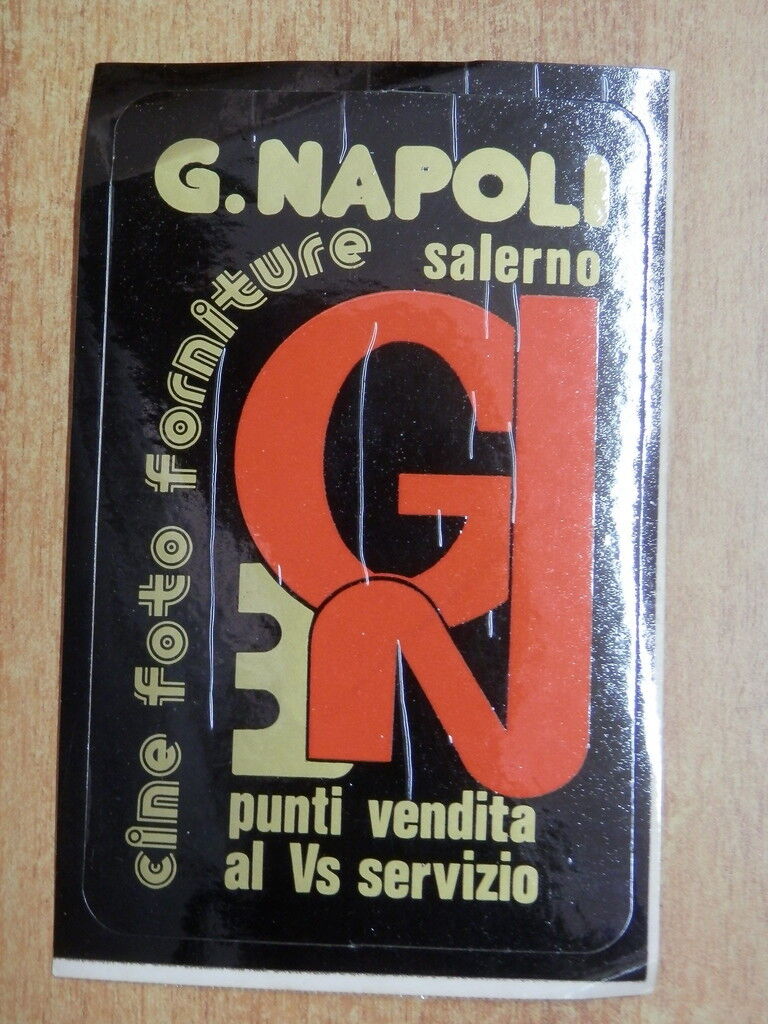 G. NAPOLI
salerno
cine foto forniture
GN
3
punti vendita
al Vs servizio